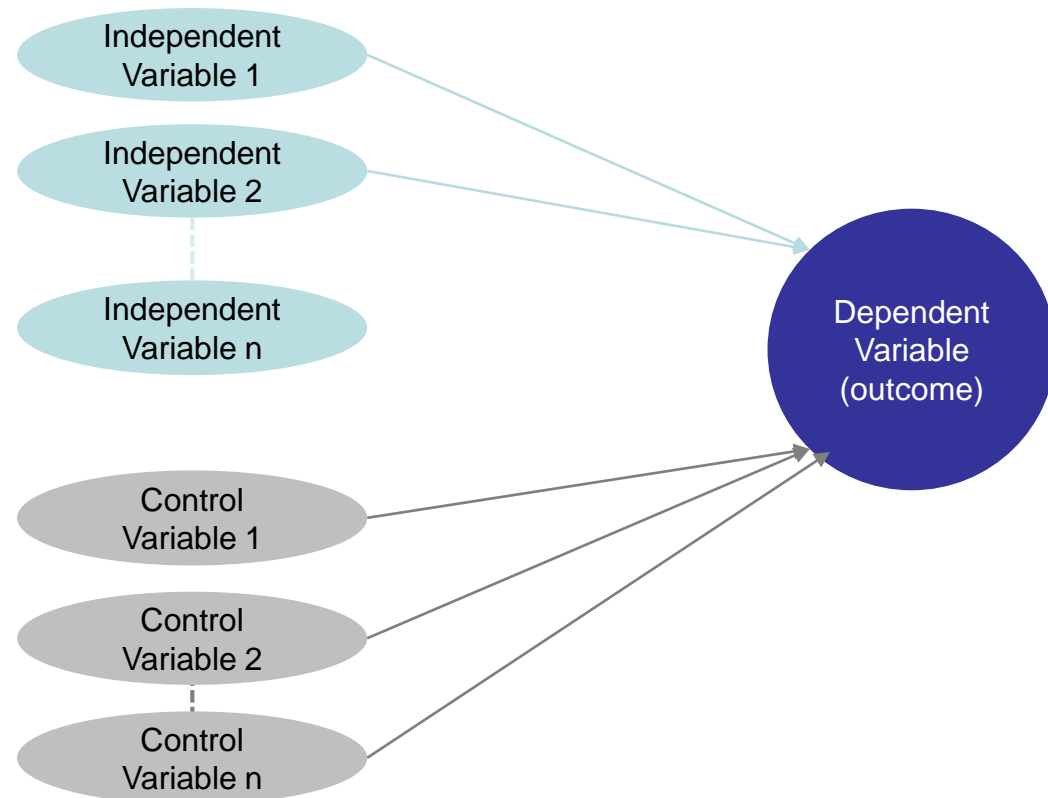 Independent
Variable 1
Independent
Variable 2
Independent
Variable n
Dependent
Variable
(outcome)
Control
Variable 1
Control
Variable 2
Control
Variable n